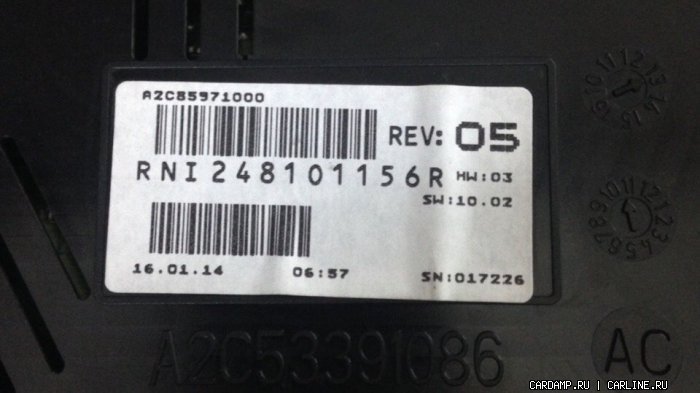 A2C85971000
REV: 05
RNI248101156R HW:03
SW:10.02
16.01.14 06:57 SN:017226
A2C53391086
AC
CARDAMP.RU | CARLINE.RU